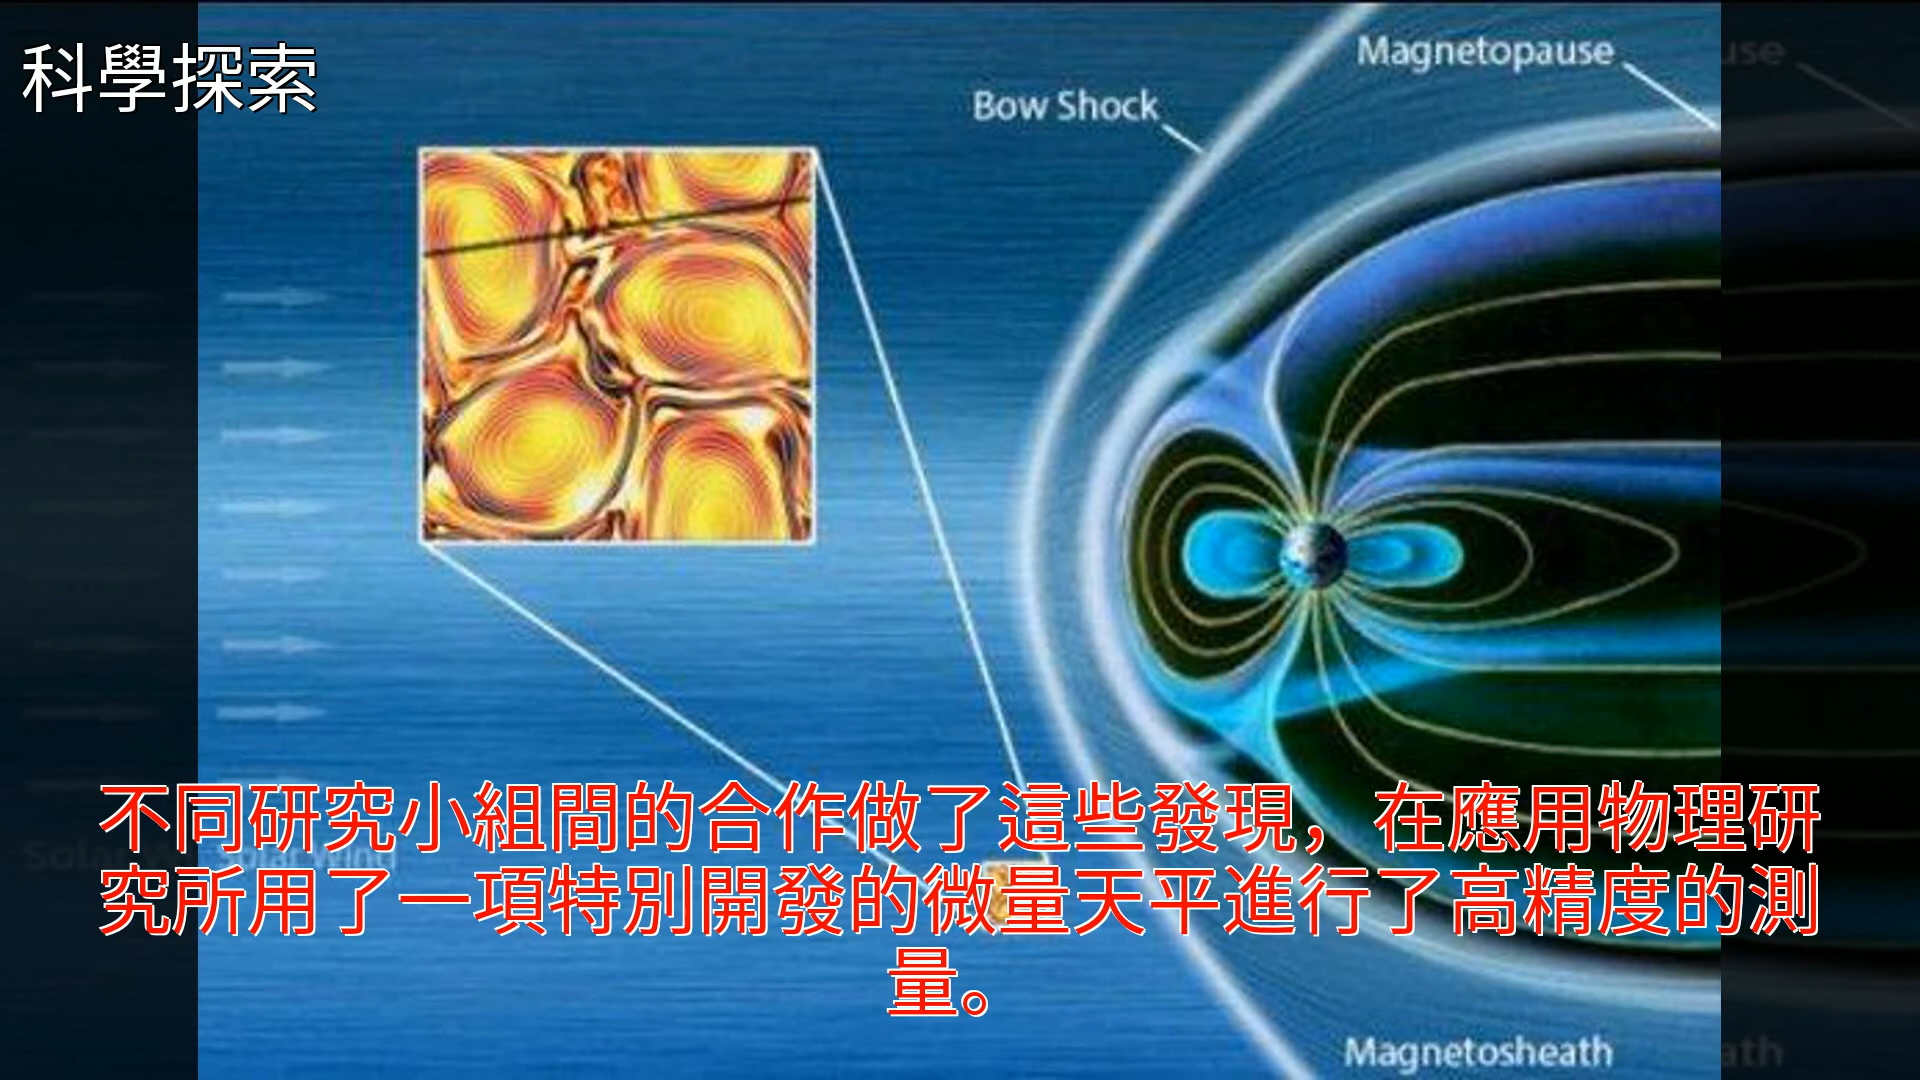 科學探索
Magnetopause
Bow Shock
Solar Wind
不同研究小組間的合作做了這些發現，在應用物理研
究所用了一項特別開發的微量天平進行了高精度的測
量。
Magnetosheath